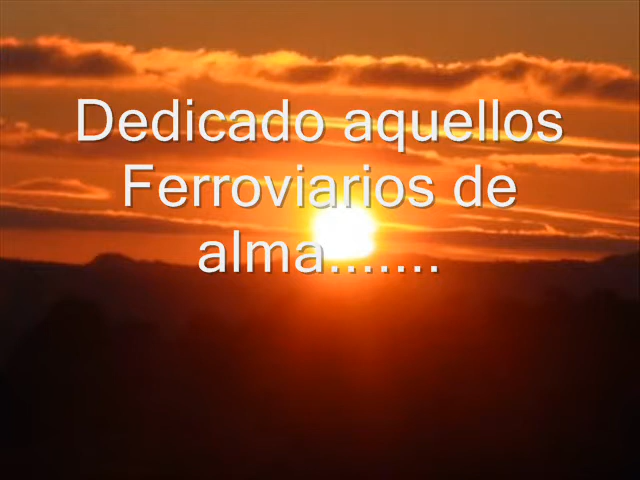 Dedicado aquellos
Ferroviarios de
alma.......